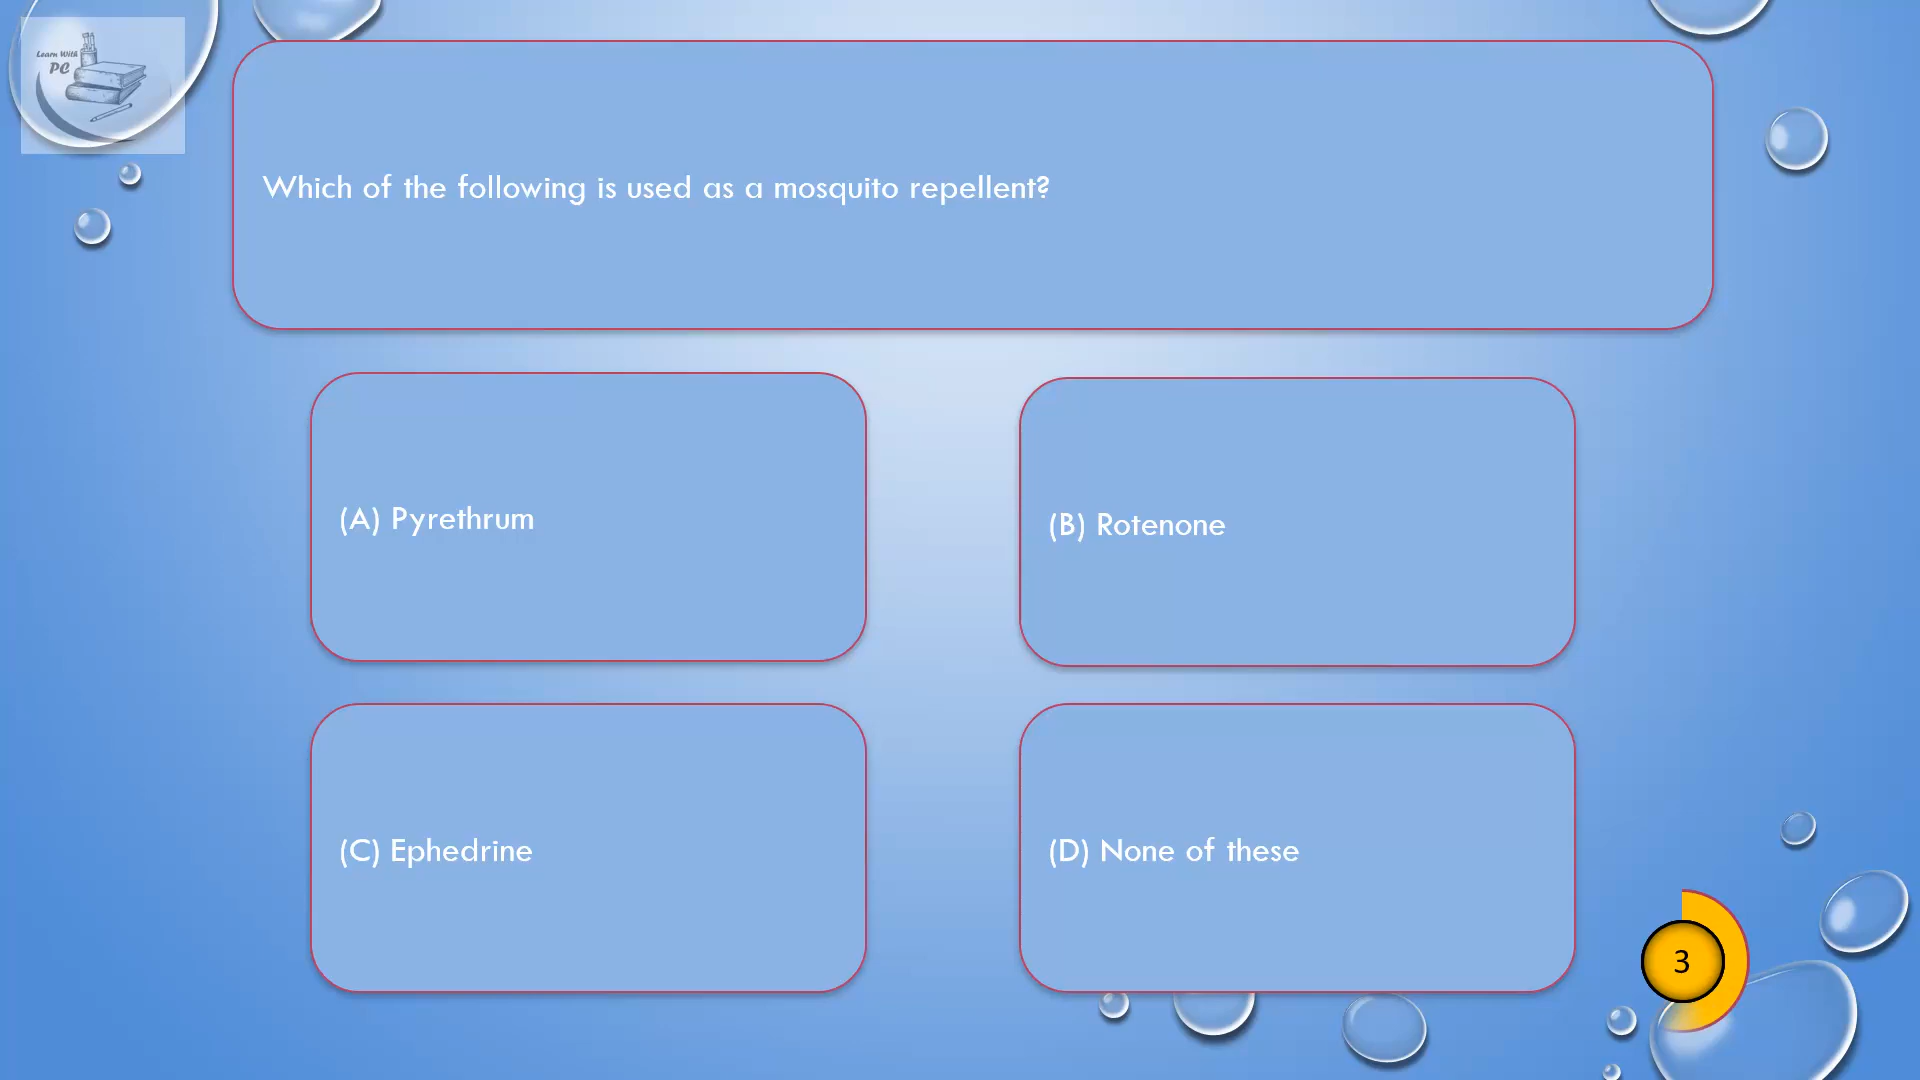 Learn With
PC
Which of the following is used as a mosquito repellent?
(A) Pyrethrum
(B) Rotenone
(C) Ephedrine
(D) None of these
3